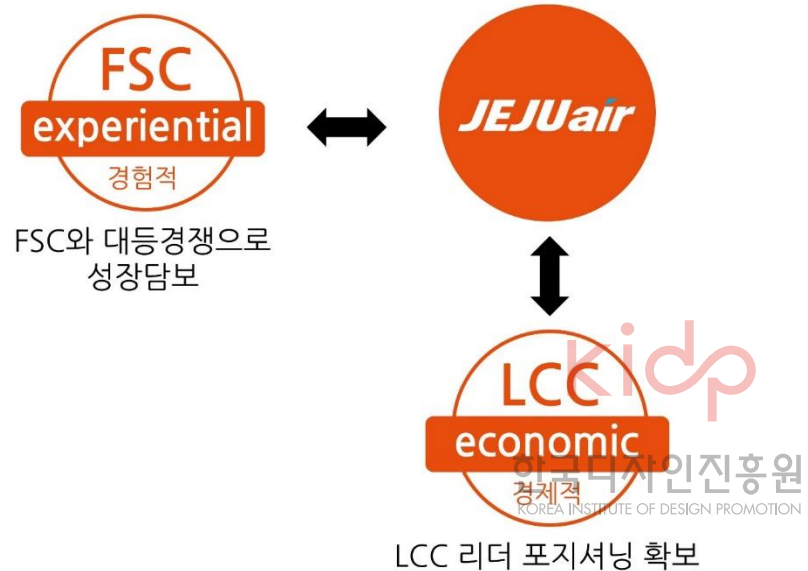 FSC
experiential
경험적
FSC와 대등경쟁으로
성장담보
JEJUair
LCC
economic
경제적
LCC 리더 포지셔닝 확보
kidp
한국디자인진흥원
KOREA INSTITUTE OF DESIGN PROMOTION